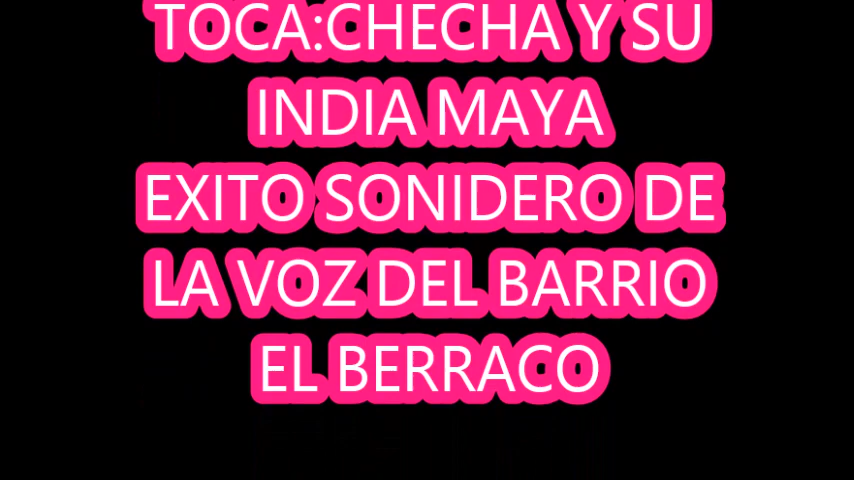 TOCA:CHECHA Y SU
INDIA MAYA
EXITO SONIDERO DE
LA VOZ DEL BARRIO
EL BERRACO